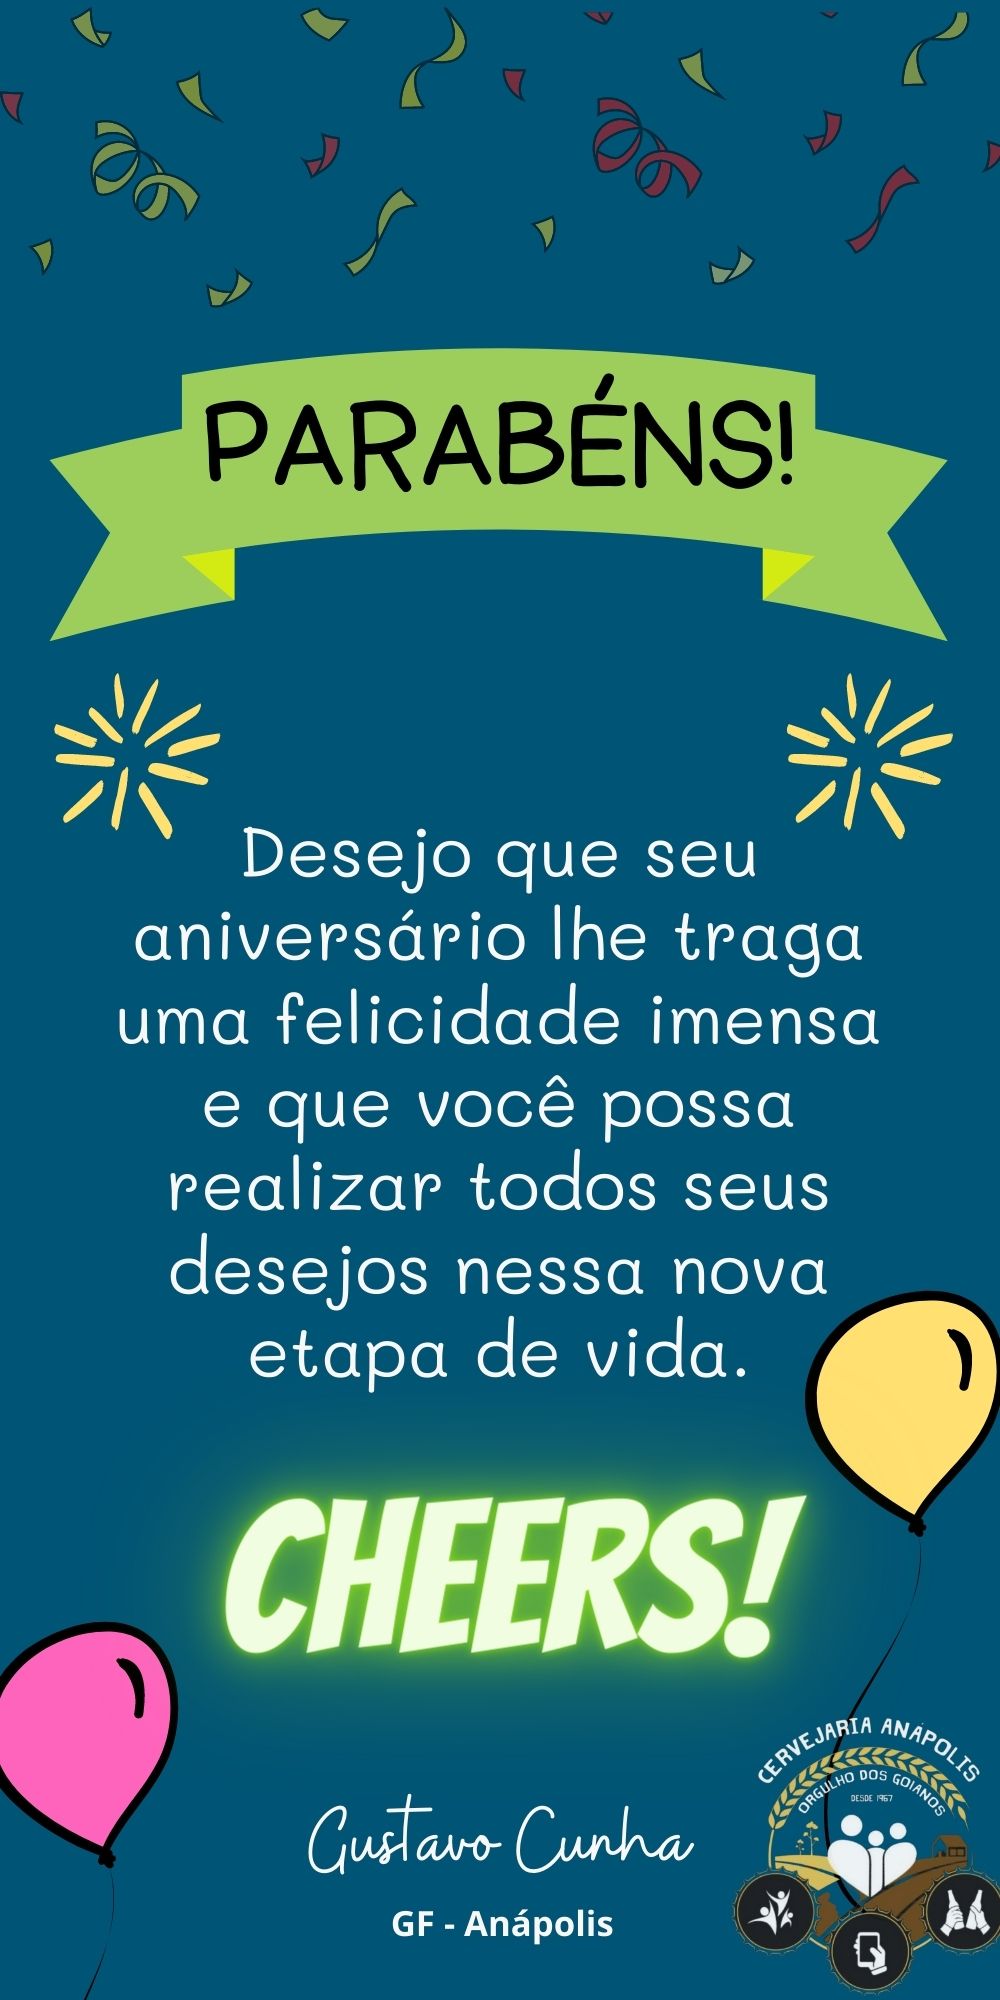 PARABÉNS!
Desejo que seu
aniversário lhe traga
uma felicidade imensa
e que você possa
realizar todos seus
desejos nessa nova
etapa de vida.
CHEERS!
Gustavo Cunha
GF - Anápolis
CERVEJARIA ANÁPOLIS
ORGULHO DOS GOIANOS
DESDE 1967